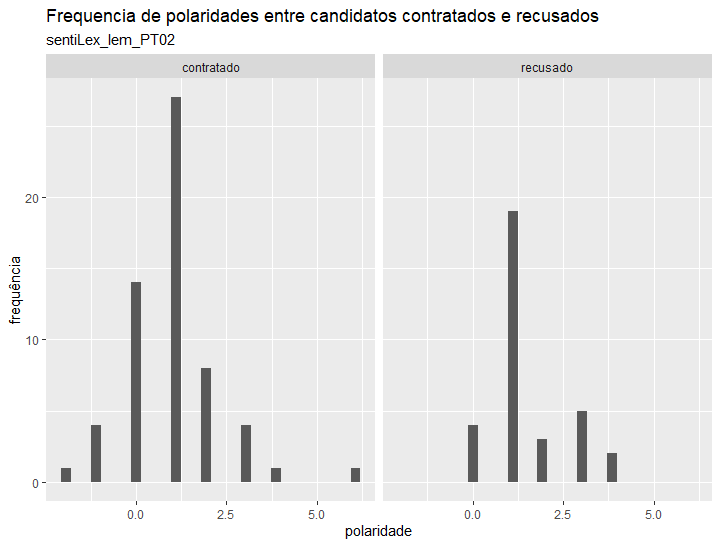 Frequencia de polaridades entre candidatos contratados e recusados
sentiLex_lem_PT02
contratado
recusado
frequência
20
10
0
0.0
2.5
5.0
0.0
2.5
5.0
polaridade